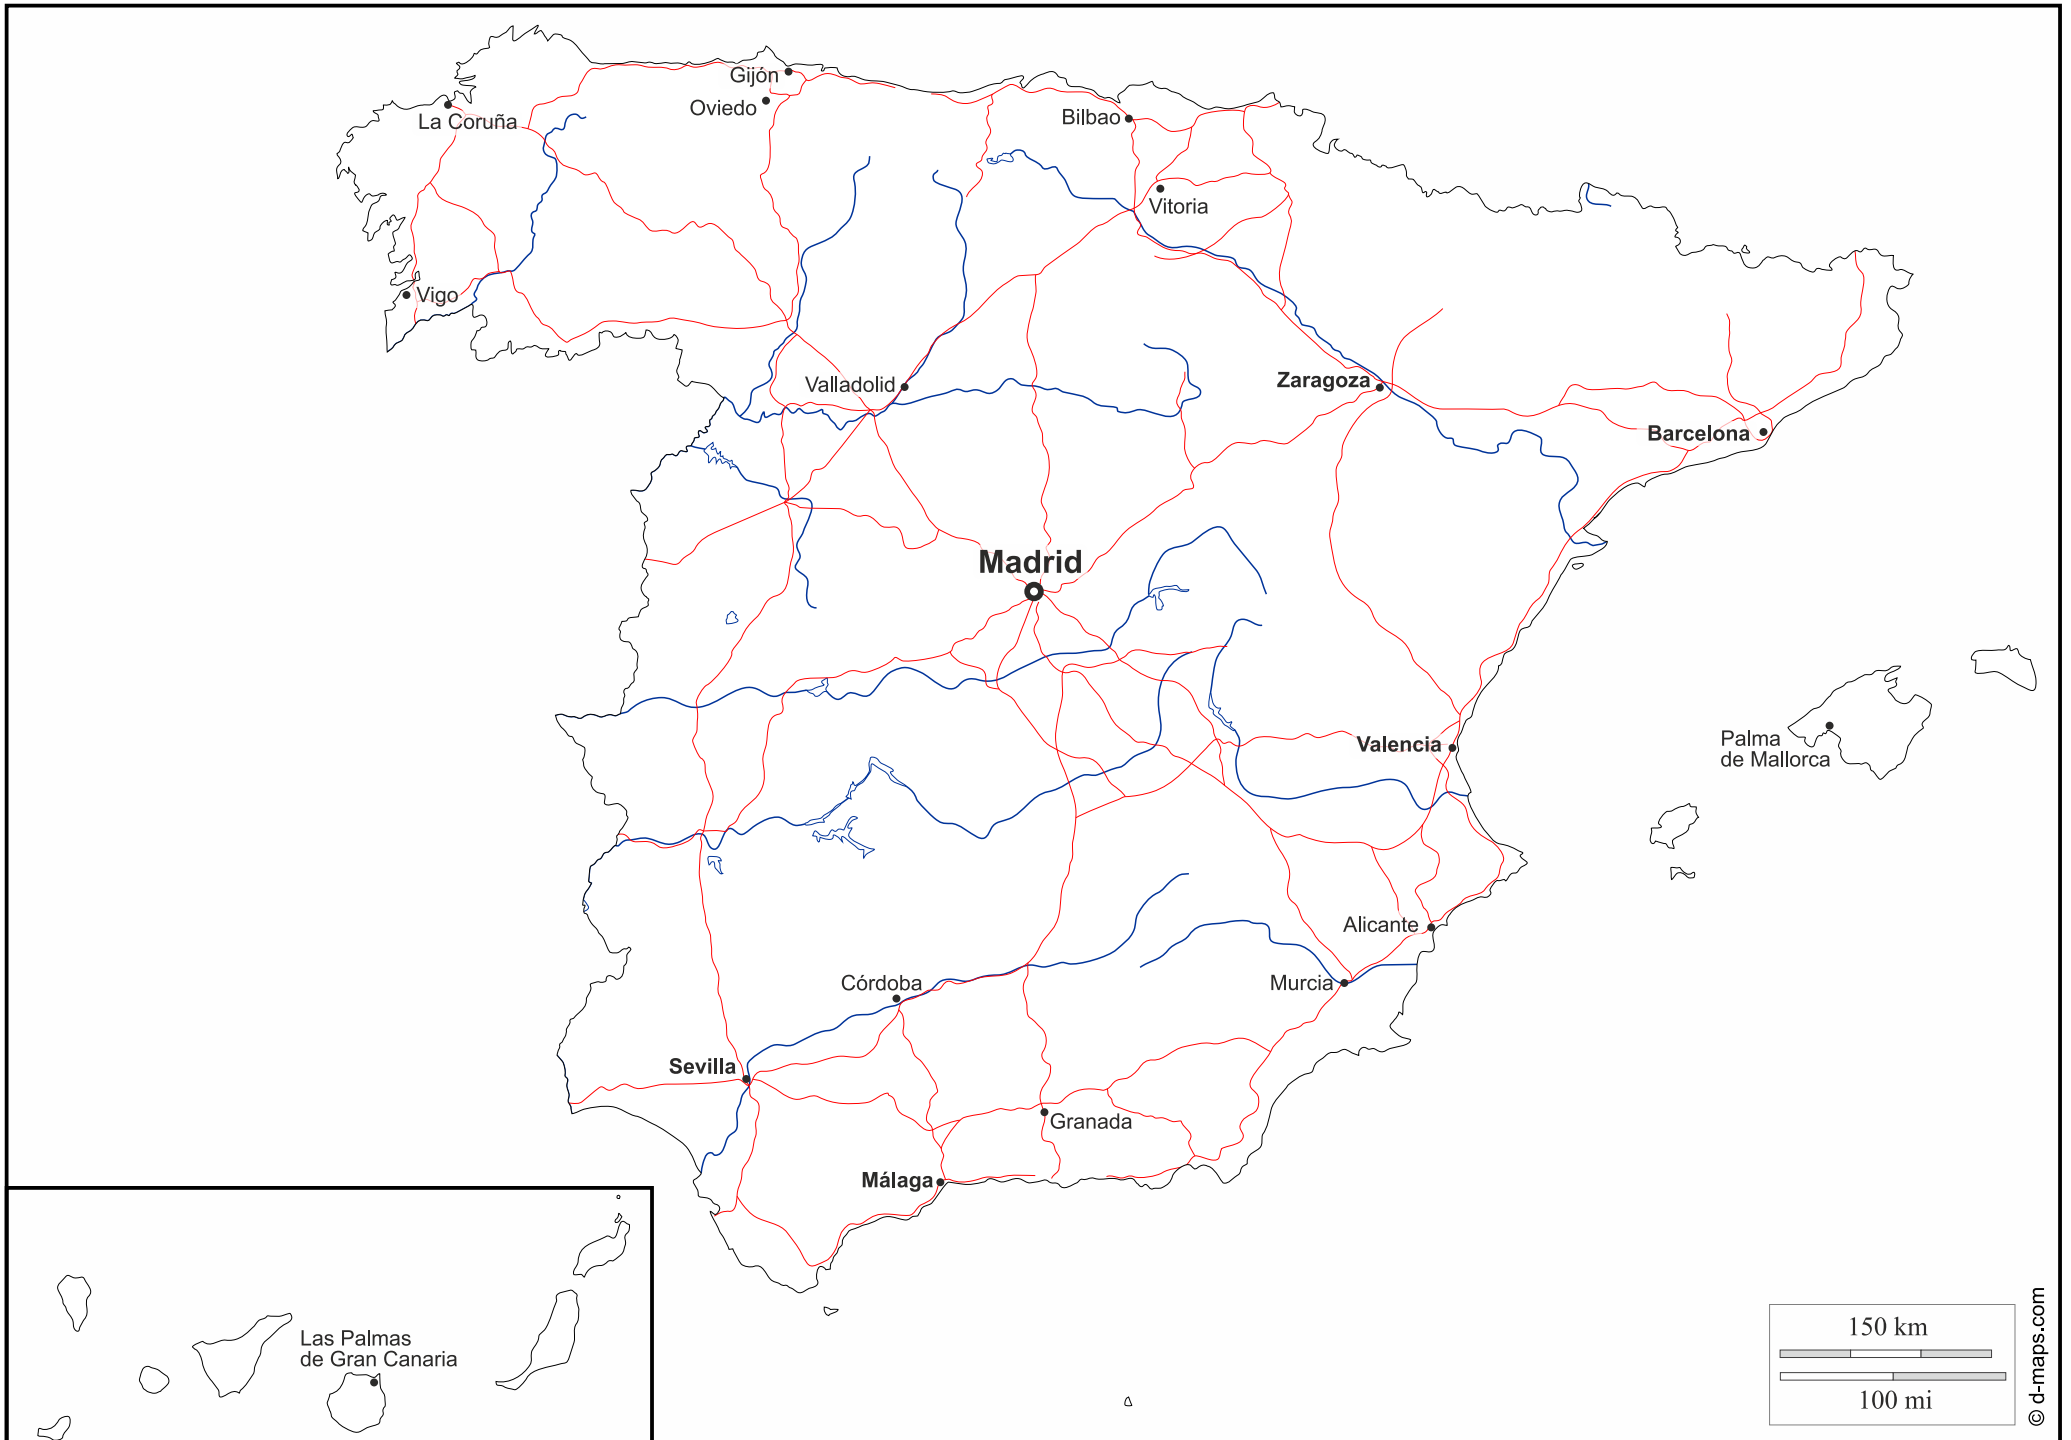 Gijón
Oviedo
La Coruña
Bilbao
Vitoria
Vigo
Valladolid
Zaragoza
Barcelona
Madrid
Palma
de Mallorca
Valencia
Alicante
Murcia
Córdoba
Sevilla
Granada
Málaga
Las Palmas
de Gran Canaria
150 km
100 mi
© d-maps.com